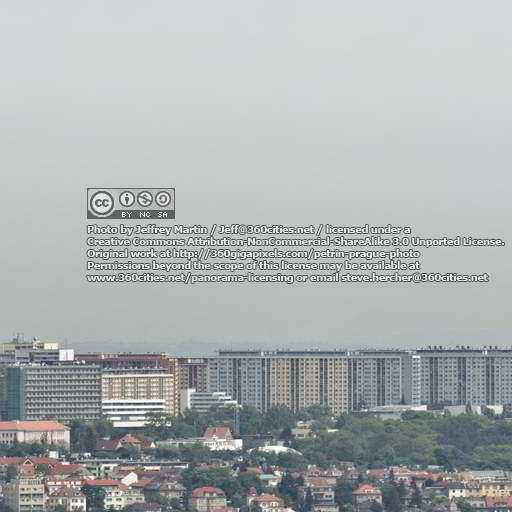 cc
BY NC SA
Photo by Jeffrey Martin / Jeff@360cities.net / licensed under a
Creative Commons Attribution-NonCommercial-ShareAlike 3.0 Unported License.
Original work at http://360gigapixels.com/petrin-prague-photo
Permissions beyond the scope of this license may be available at
www.360cities.net/panorama-licensing or email steve.hercher@360cities.net